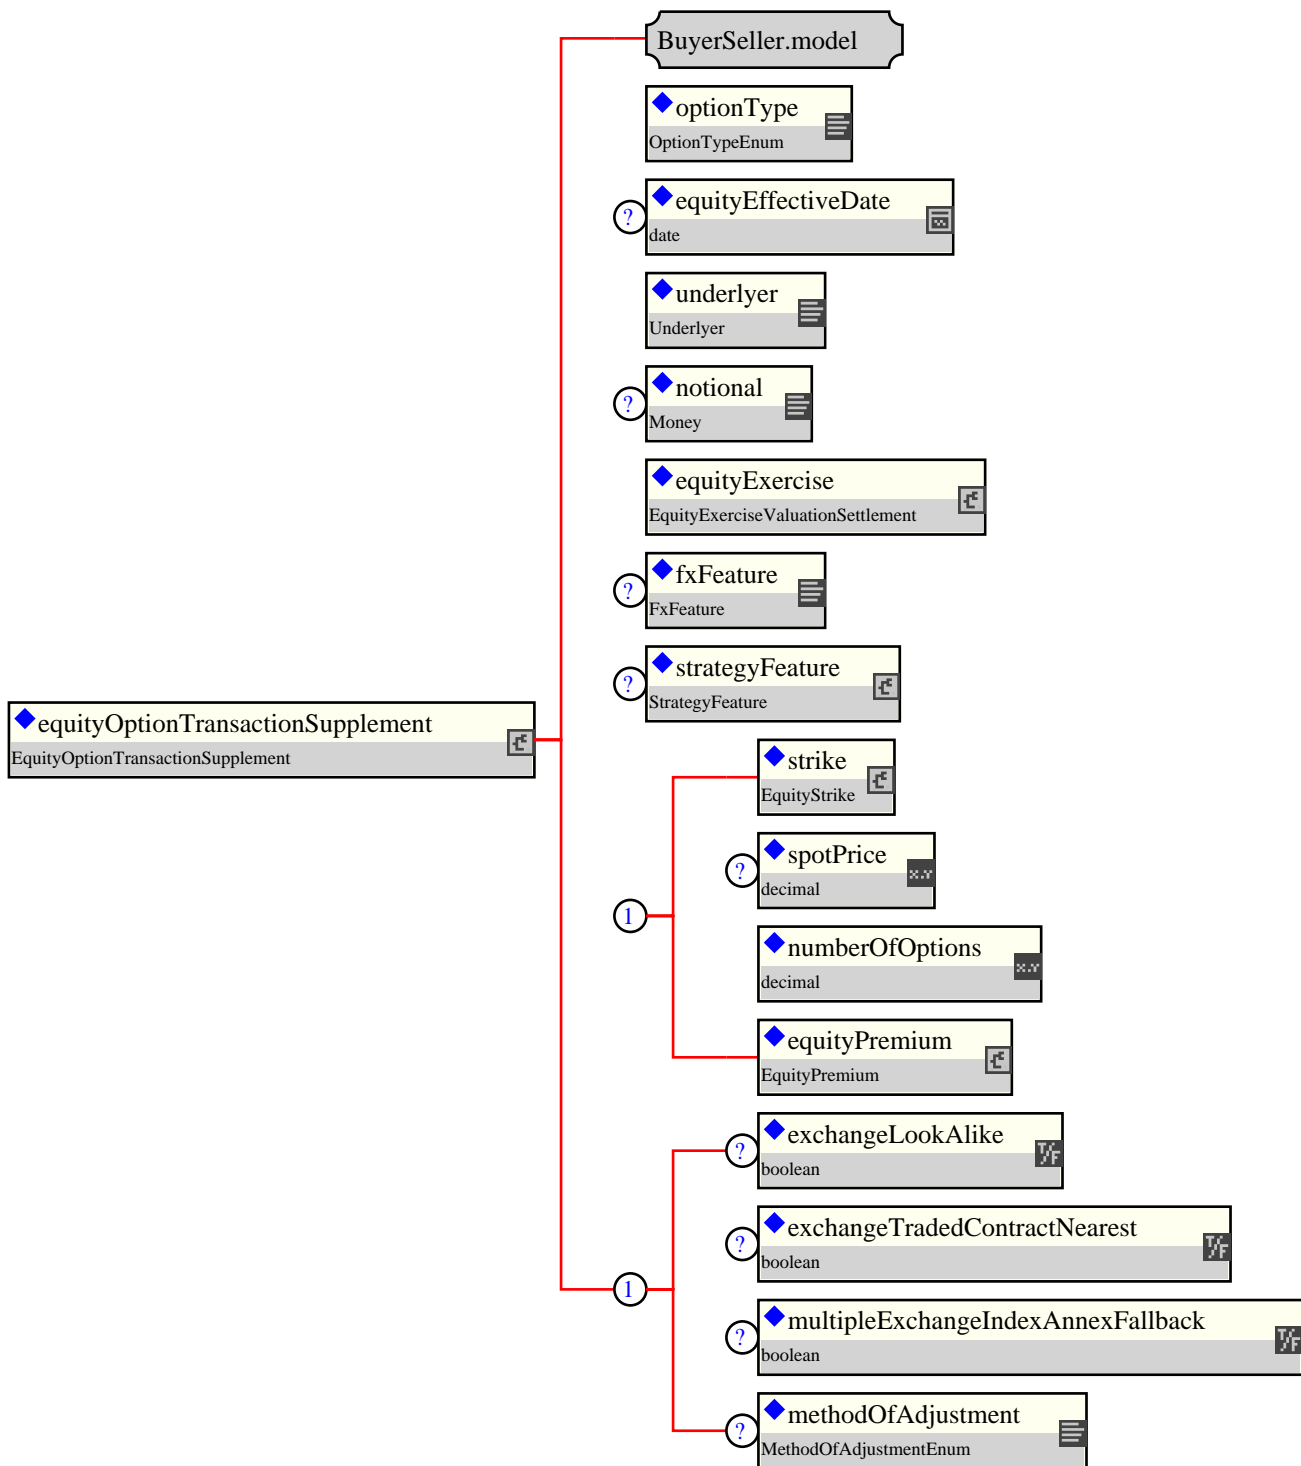 BuyerSeller.model
optionType
OptionTypeEnum
?
equityEffectiveDate
date
underlyer
Underlyer
?
notional
Money
equityExercise
EquityExerciseValuationSettlement
?
fxFeature
FxFeature
?
strategyFeature
StrategyFeature
equityOptionTransactionSupplement
EquityOptionTransactionSupplement
1
strike
EquityStrike
?
spotPrice
decimal
x.Y
numberOfOptions
decimal
x.Y
equityPremium
EquityPremium
1
?
exchangeLookAlike
boolean
T/F
?
exchangeTradedContractNearest
boolean
T/F
?
multipleExchangeIndexAnnexFallback
boolean
T/F
?
methodOfAdjustment
MethodOfAdjustmentEnum